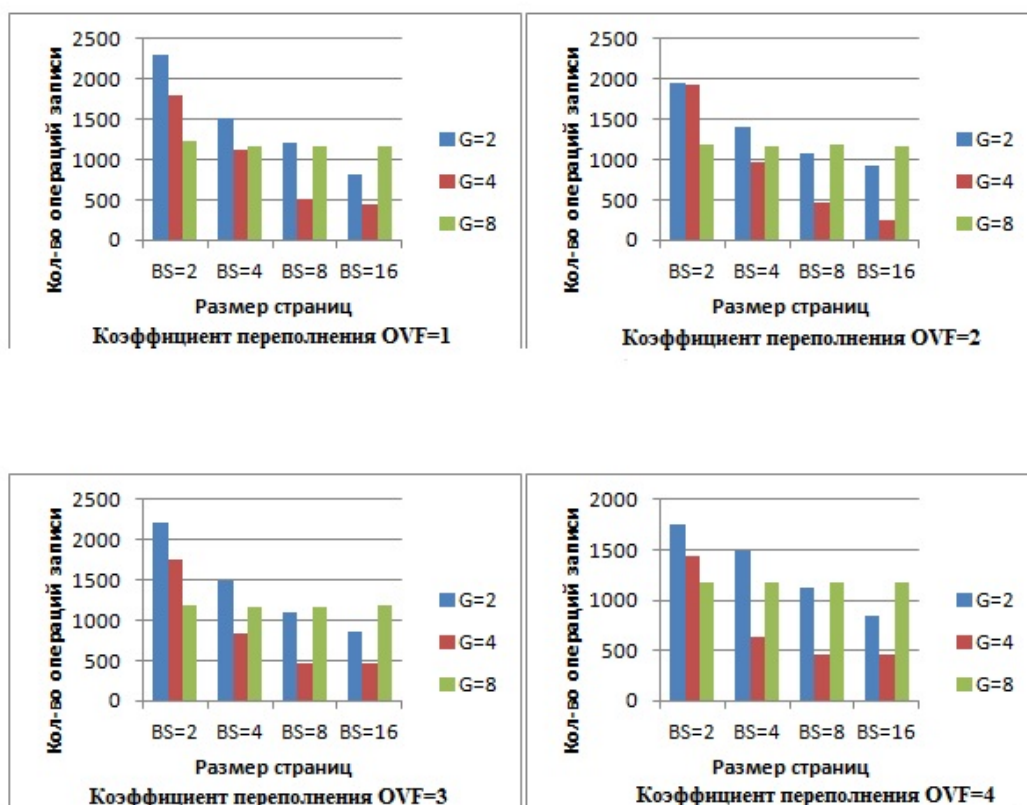 Кол-во операций записи
2500
2000
1500
1000
500
0
BS=2 BS=4 BS=8 BS=16
Размер страниц
G=2
G=4
G=8
Коэффициент переполнения OVF=1
Кол-во операций записи
2500
2000
1500
1000
500
0
BS=2 BS=4 BS=8 BS=16
Размер страниц
G=2
G=4
G=8
Коэффициент переполнения OVF=2
Кол-во операций записи
2500
2000
1500
1000
500
0
BS=2 BS=4 BS=8 BS=16
Размер страниц
G=2
G=4
G=8
Коэффициент переполнения OVF=3
Кол-во операций записи
2000
1500
1000
500
0
BS=2 BS=4 BS=8 BS=16
Размер страниц
G=2
G=4
G=8
Коэффициент переполнения OVF=4